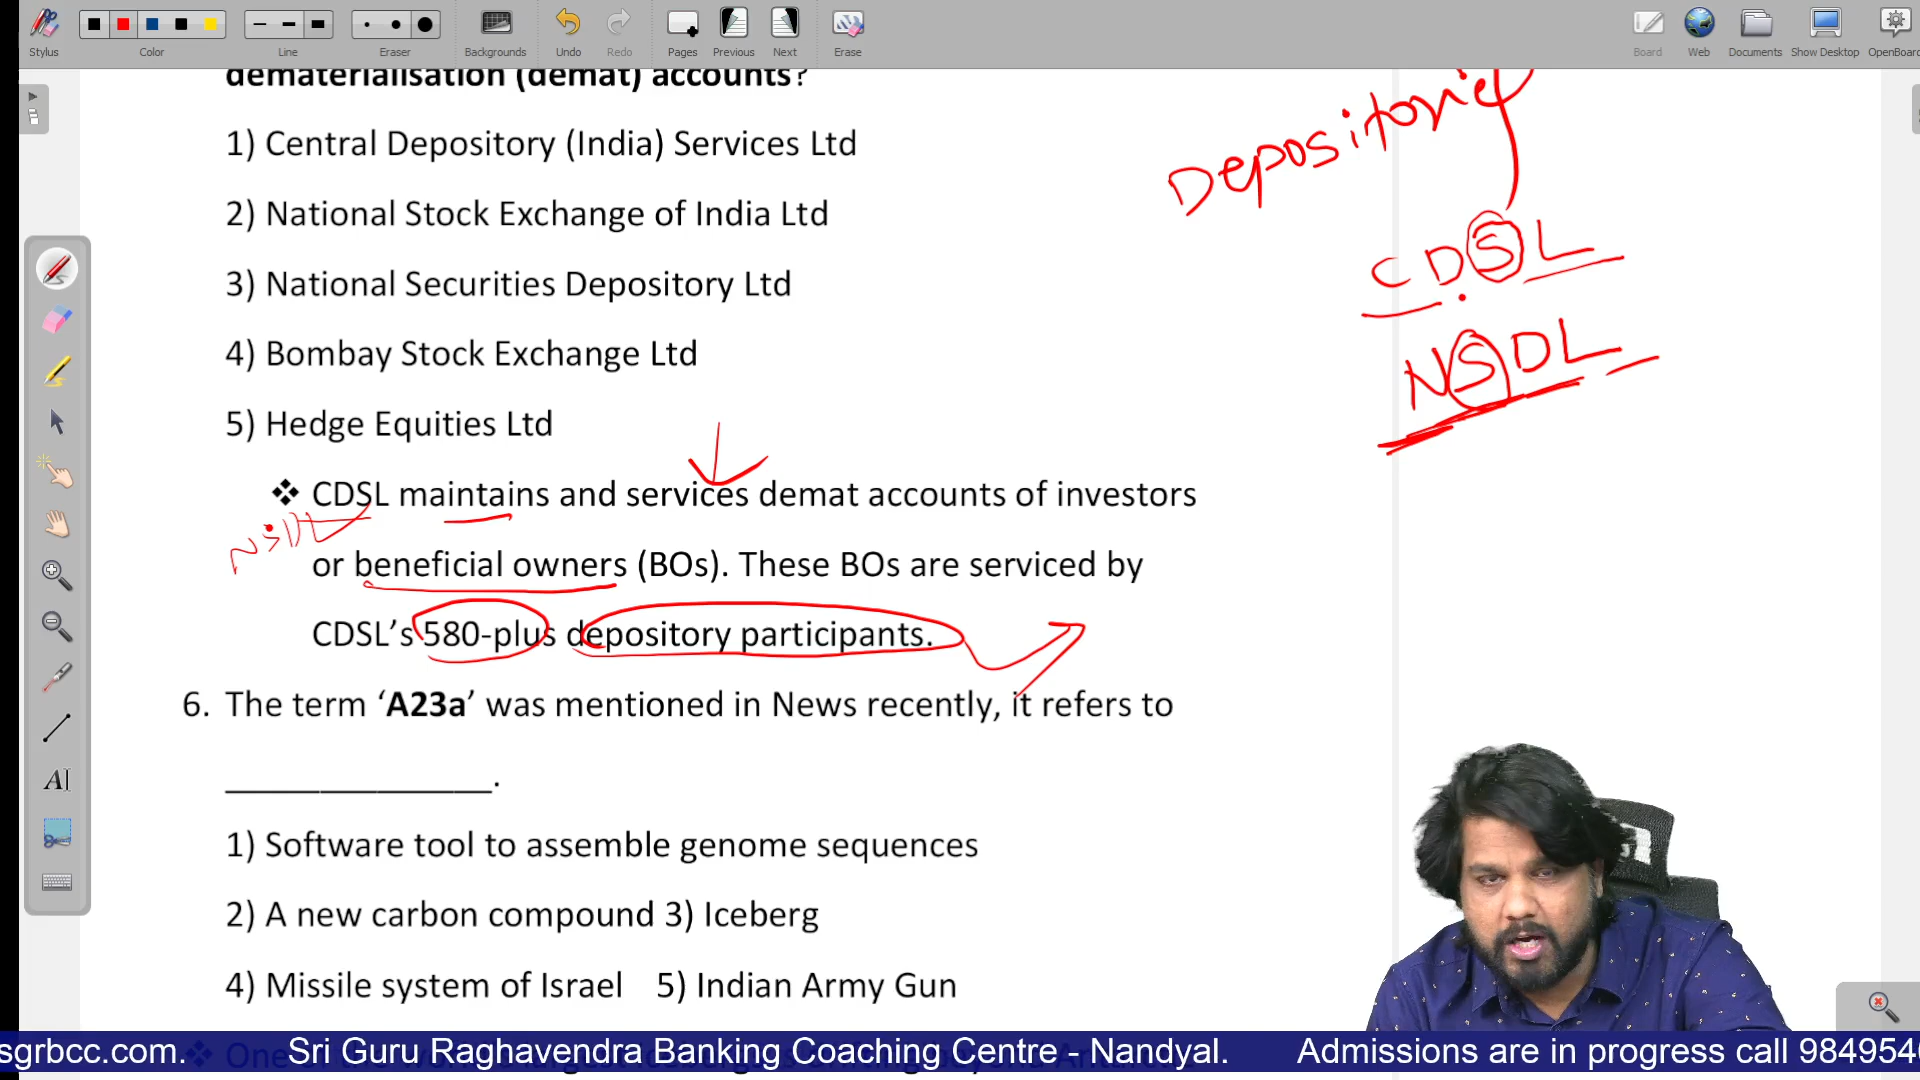 Stylus
Color
Line
Eraser
Backgrounds
Undo
Redo
Pages
Previous
Next
Erase
Board
Web
Documents
Show Desktop
OpenBoard
dematerialisation (demat) accounts?
1) Central Depository (India) Services Ltd
2) National Stock Exchange of India Ltd
3) National Securities Depository Ltd
4) Bombay Stock Exchange Ltd
5) Hedge Equities Ltd
Depositories
CDSL
NSDL
❖ CDSL maintains and services demat accounts of investors
NSDL
or beneficial owners (BOs). These BOs are serviced by
CDSL’s 580-plus depository participants.
6. The term ‘A23a’ was mentioned in News recently, it refers to
______________.
1) Software tool to assemble genome sequences
2) A new carbon compound 3) Iceberg
4) Missile system of Israel 5) Indian Army Gun
sgrbcc.com. Sri Guru Raghavendra Banking Coaching Centre - Nandyal. Admissions are in progress call 984954